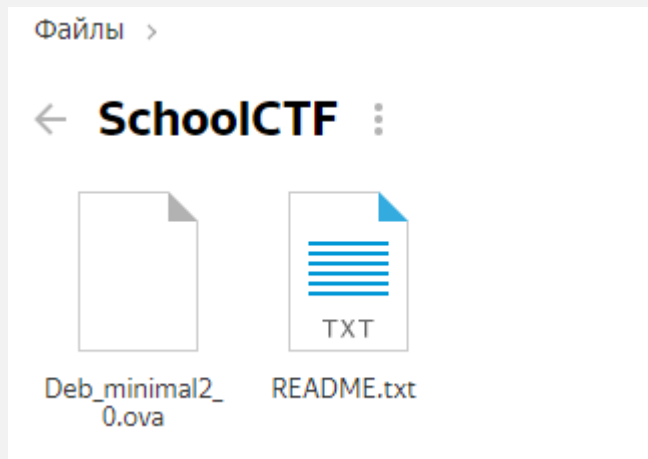 Файлы >
← SchoolCTF
TXT
Deb_minimal2_
0.ova
README.txt